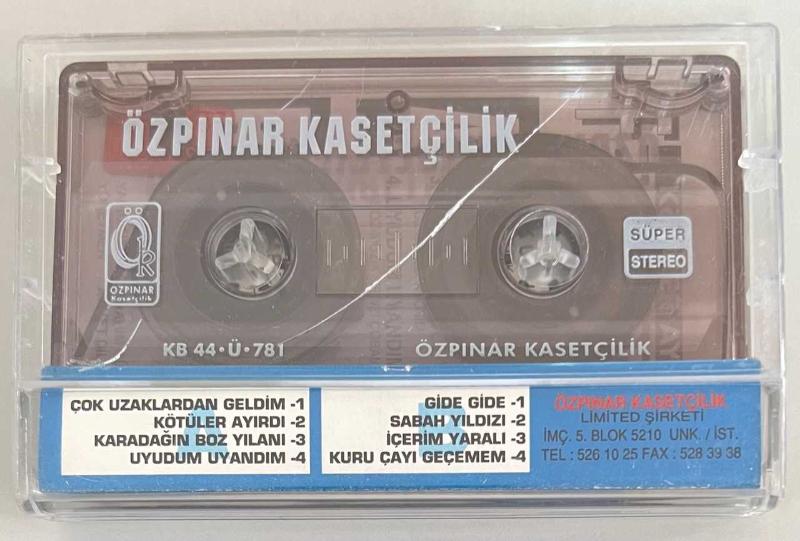 ÖZPINAR KASETÇİLİK
ÖR
OZPINAR
Kasetçilik
SÜPER
STEREO
KB 44·Ü·781
ÖZPINAR KASETÇİLİK
ÇOK UZAKLARDAN GELDİM -1
KÖTÜLER AYIRDI -2
KARADAĞIN BOZ YILANI -3
UYUDUM UYANDIM -4
A
GİDE GİDE -1
SABAH YILDIZI -2
İÇERİM YARALI -3
KURU ÇAYI GEÇEMEM -4
B
ÖZPINAR KASETÇİLİK
LİMİTED ŞİRKETİ
İMÇ. 5. BLOK 5210 UNK. / İST.
TEL : 526 10 25 FAX : 528 39 38